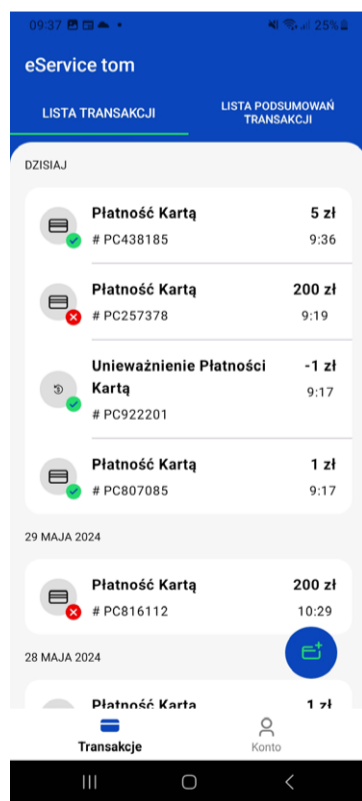 09:37 25%
eService tom
LISTA TRANSAKCJI
LISTA PODSUMOWAŃ
TRANSAKCJI
DZISIAJ
Płatność Kartą 5 zł
# PC438185 9:36
Płatność Kartą 200 zł
# PC257378 9:19
Unieważnienie Płatności -1 zł
Kartą 9:17
# PC922201
Płatność Kartą 1 zł
# PC807085 9:17
29 MAJA 2024
Płatność Kartą 200 zł
# PC816112 10:29
28 MAJA 2024
Płatność Kartą 1 zł
Transakcje Konto